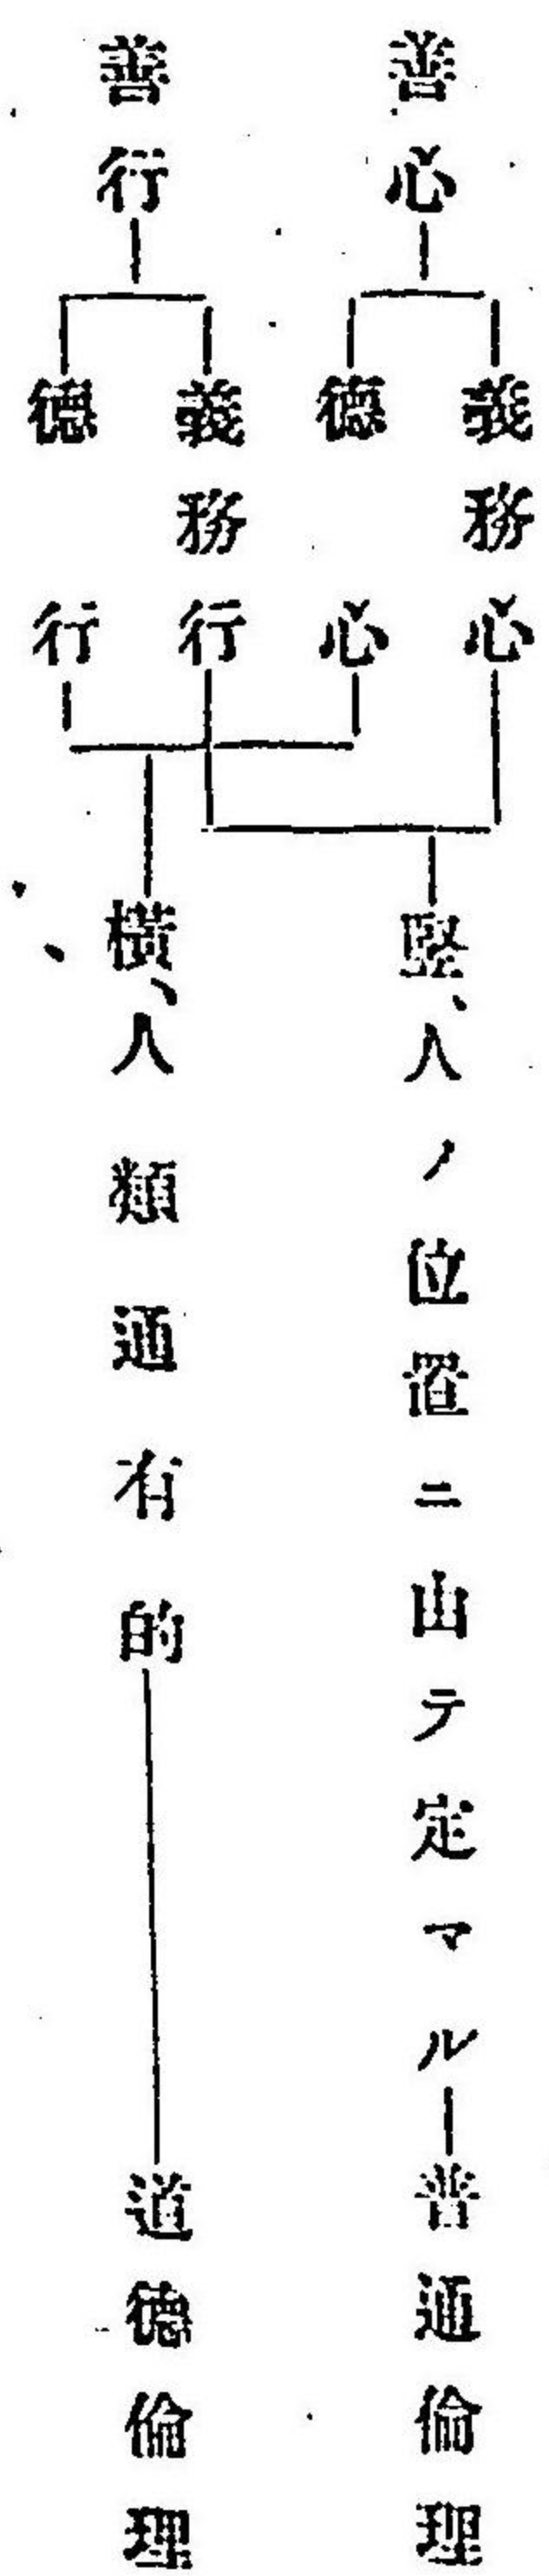 善心
義務心
德心
竪、人ノ位置ニ由テ定マル
普通倫理
善行
義務行
德行
橫、人類通有的
道德倫理